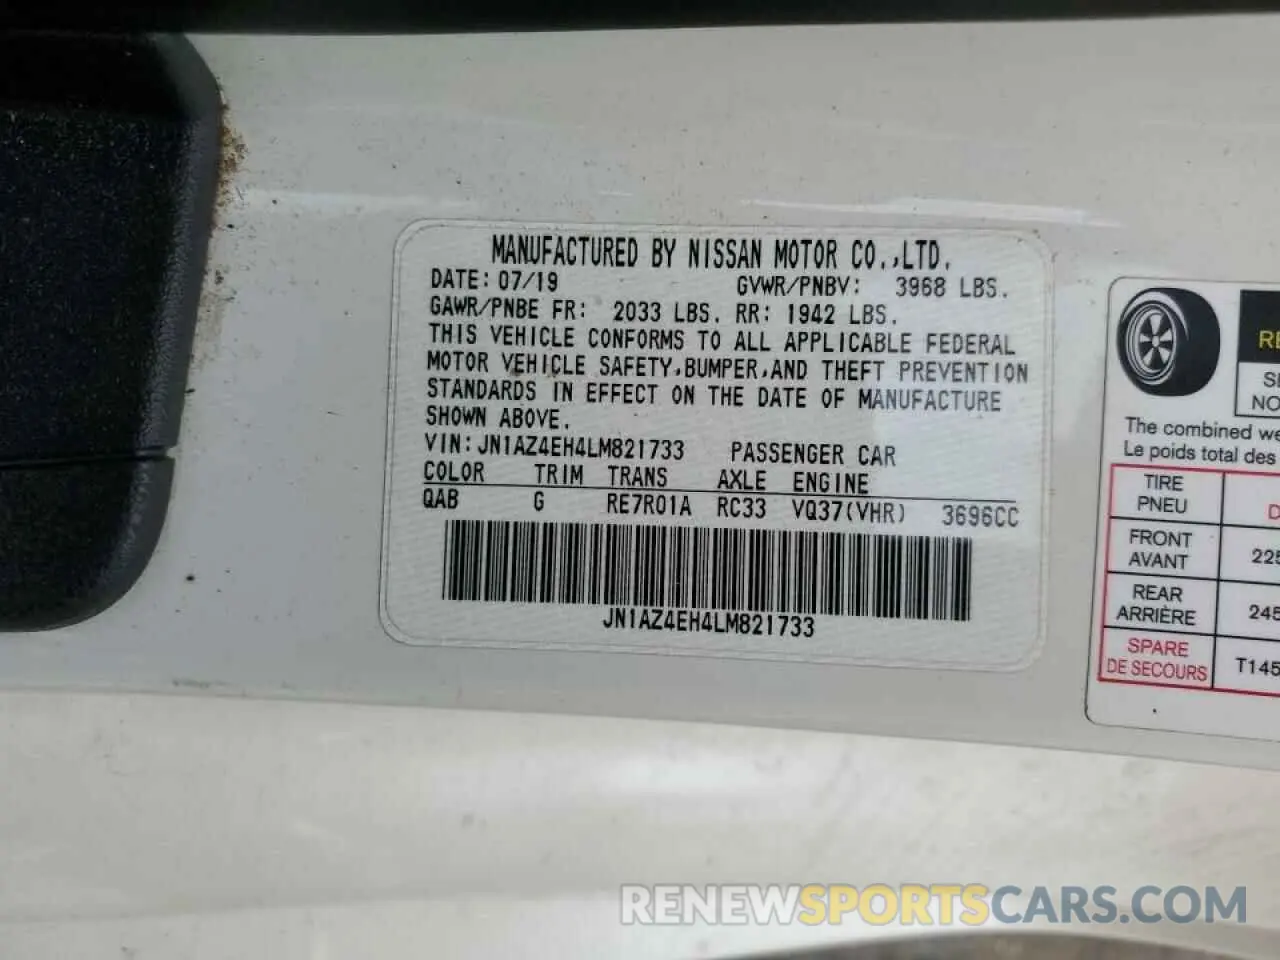 MANUFACTURED BY NISSAN MOTOR CO.,LTD.
DATE: 07/19 GVWR/PNBV: 3968 LBS.
GAWR/PNBE FR: 2033 LBS. RR: 1942 LBS.
THIS VEHICLE CONFORMS TO ALL APPLICABLE FEDERAL
MOTOR VEHICLE SAFETY,BUMPER,AND THEFT PREVENTION
STANDARDS IN EFFECT ON THE DATE OF MANUFACTURE
SHOWN ABOVE.
VIN: JN1AZ4EH4LM821733 PASSENGER CAR
COLOR TRIM TRANS AXLE ENGINE
QAB G RE7R01A RC33 VQ37(VHR) 3696CC
JN1AZ4EH4LM821733
The combined
Le poids total des
TIRE
PNEU
FRONT
AVANT 225
REAR
ARRIÈRE 245
SPARE
DE SECOURS T145
RENEWSPORTSCARS.COM